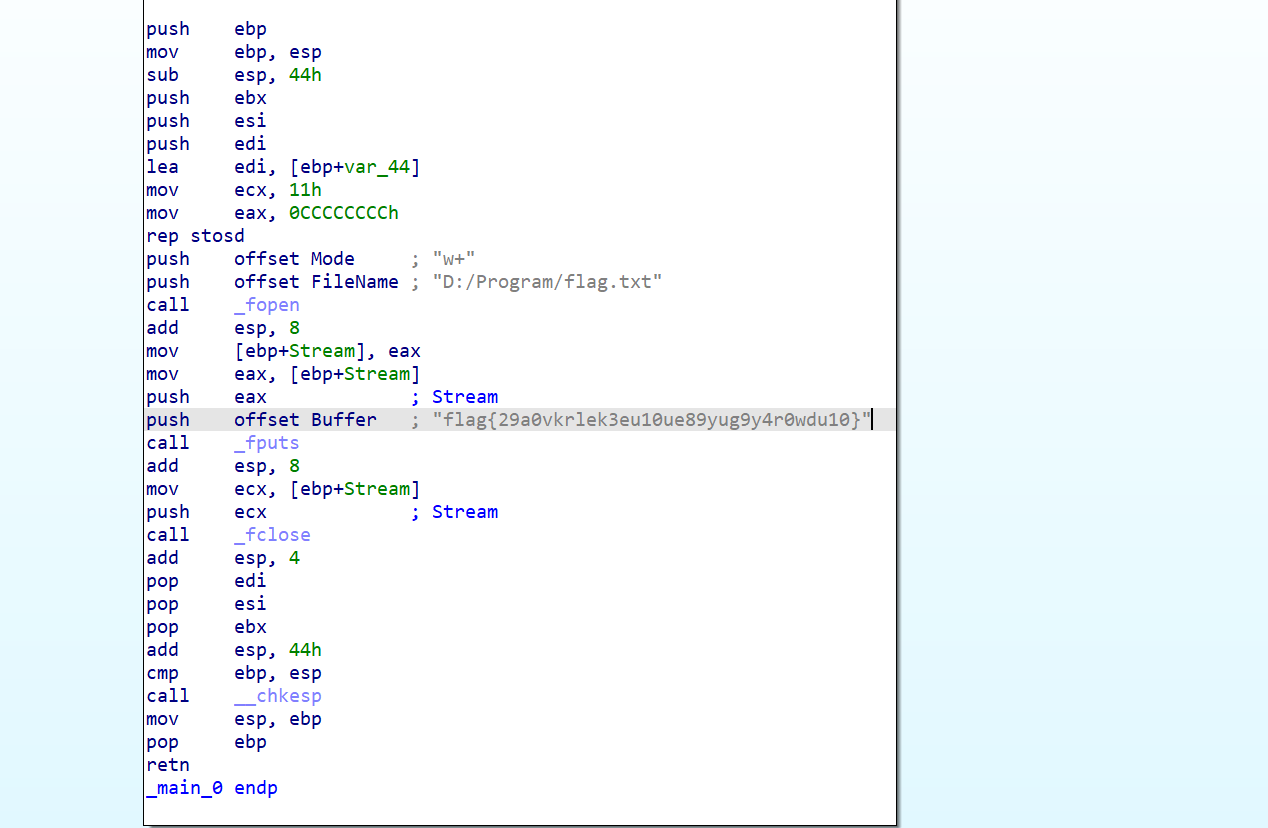 push    ebp
mov     ebp, esp
sub     esp, 44h
push    ebx
push    esi
push    edi
lea     edi, [ebp+var_44]
mov     ecx, 11h
mov     eax, 0CCCCCCCCh
rep stosd
push    offset Mode     ; "w+"
push    offset FileName ; "D:/Program/flag.txt"
call    _fopen
add     esp, 8
mov     [ebp+Stream], eax
mov     eax, [ebp+Stream]
push    eax             ; Stream
push    offset Buffer   ; "flag{29a0vkrlek3eu10ue89yug9y4r0wdu10}"
call    _fputs
add     esp, 8
mov     ecx, [ebp+Stream]
push    ecx             ; Stream
call    _fclose
add     esp, 4
pop     edi
pop     esi
pop     ebx
add     esp, 44h
cmp     ebp, esp
call    __chkesp
mov     esp, ebp
pop     ebp
retn
_main_0 endp